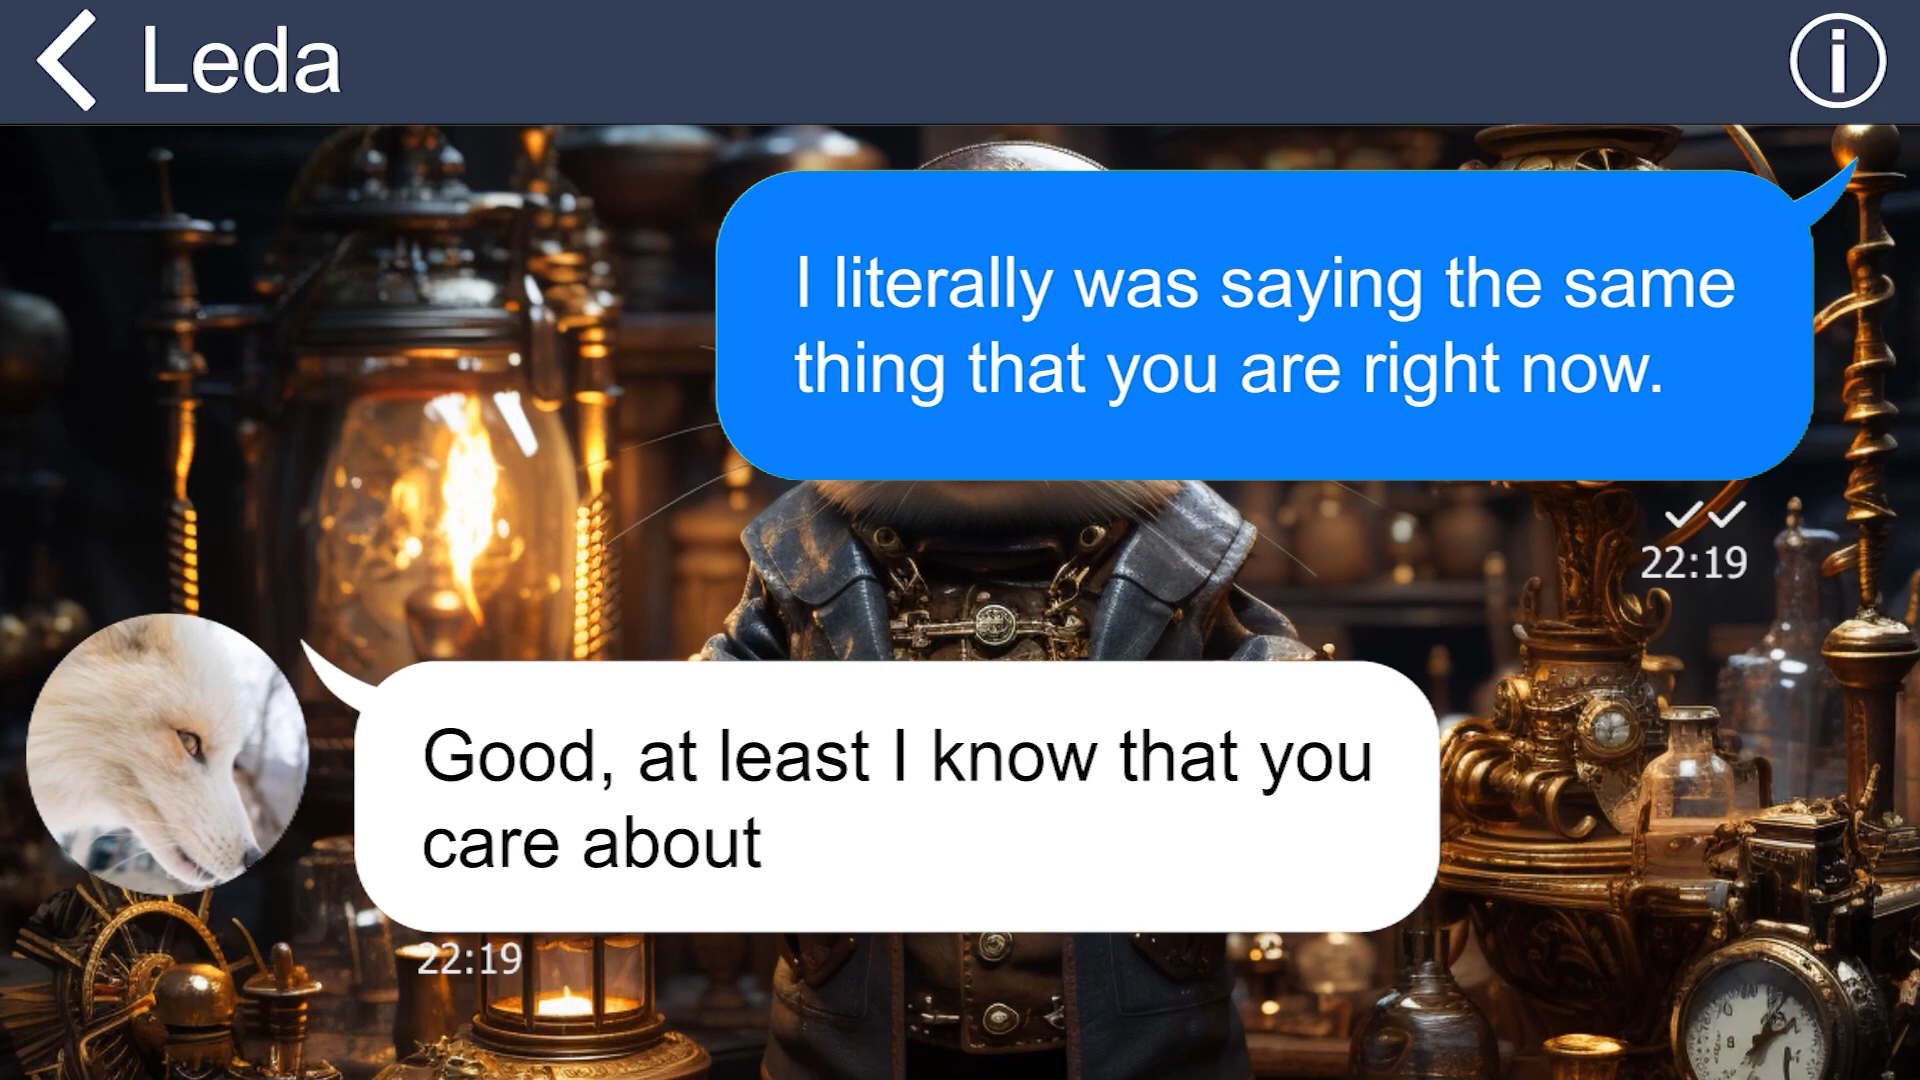 Leda
I literally was saying the same
thing that you are right now.
22:19
Good, at least I know that you
care about
22:19